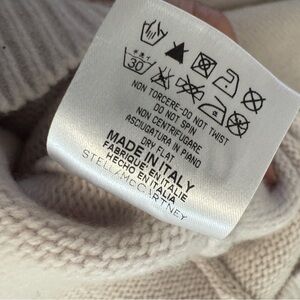 30
NON TORCERE-DO NOT TWIST
DO NOT SPIN
NON CENTRIFUGARE
ASCIUGATURA IN PIANO
DRY FLAT
MADE IN ITALY
FABRIQUÉ EN ITALIE
HECHO EN ITALIA
STELLA McCARTNEY